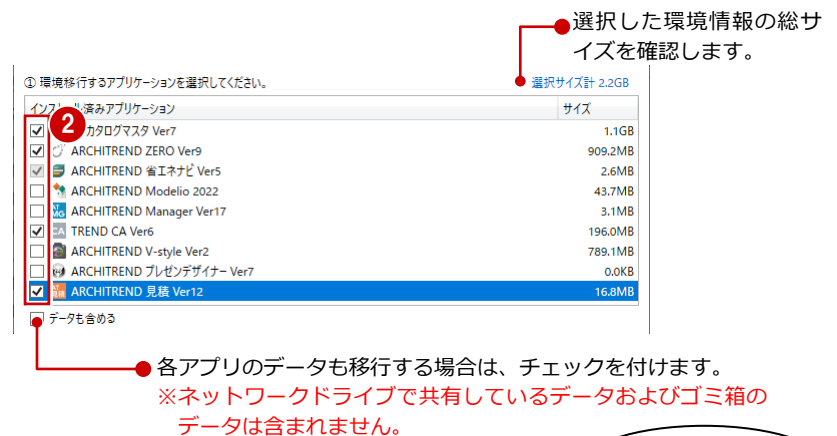 選択した環境情報の総サ
イズを確認します。
① 環境移行するアプリケーションを選択してください。 選択サイズ計 2.2GB
インストール済みアプリケーション サイズ
2
カタログマスタ Ver7 1.1GB
ARCHITREND ZERO Ver9 909.2MB
ARCHITREND 省エネナビ Ver5 2.6MB
ARCHITREND Modelio 2022 43.7MB
ARCHITREND Manager Ver17 3.1MB
CA TREND CA Ver6 196.0MB
ARCHITREND V-style Ver2 789.1MB
ARCHITREND プレゼンデザイナー Ver7 0.0KB
ARCHITREND 見積 Ver12 16.8MB
データも含める
各アプリのデータも移行する場合は、チェックを付けます。
※ネットワークドライブで共有しているデータおよびゴミ箱の
データは含まれません。